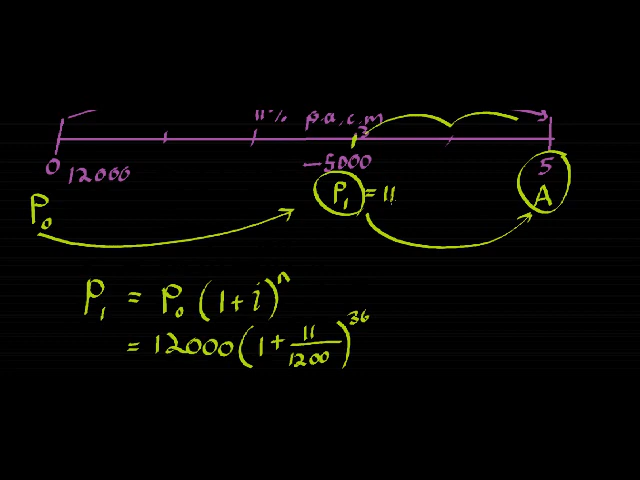 11% p.a.c.m
3
0 12000 -5000 5
P₀ P₁ = 11 A
P₁ = P₀ (1 + i)ⁿ
= 12000 (1 + 11/1200)³⁶